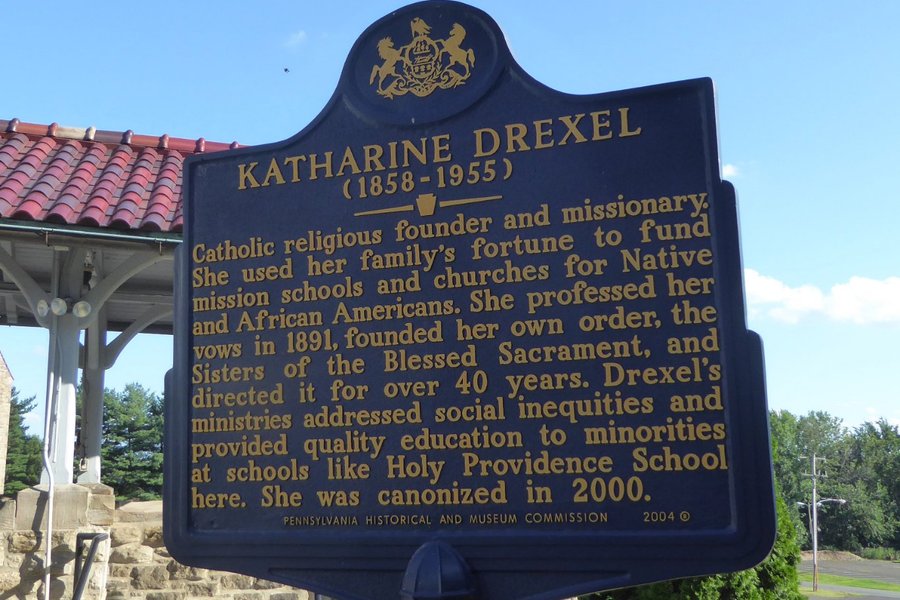 KATHARINE DREXEL
(1858-1955)
Catholic religious founder and missionary.
She used her family's fortune to fund
mission schools and churches for Native
and African Americans. She professed her
vows in 1891, founded her own order, the
Sisters of the Blessed Sacrament, and
directed it for over 40 years. Drexel's
ministries addressed social inequities and
provided quality education to minorities
at schools like Holy Providence School
here. She was canonized in 2000.
PENNSYLVANIA HISTORICAL AND MUSEUM COMMISSION 2004 ®